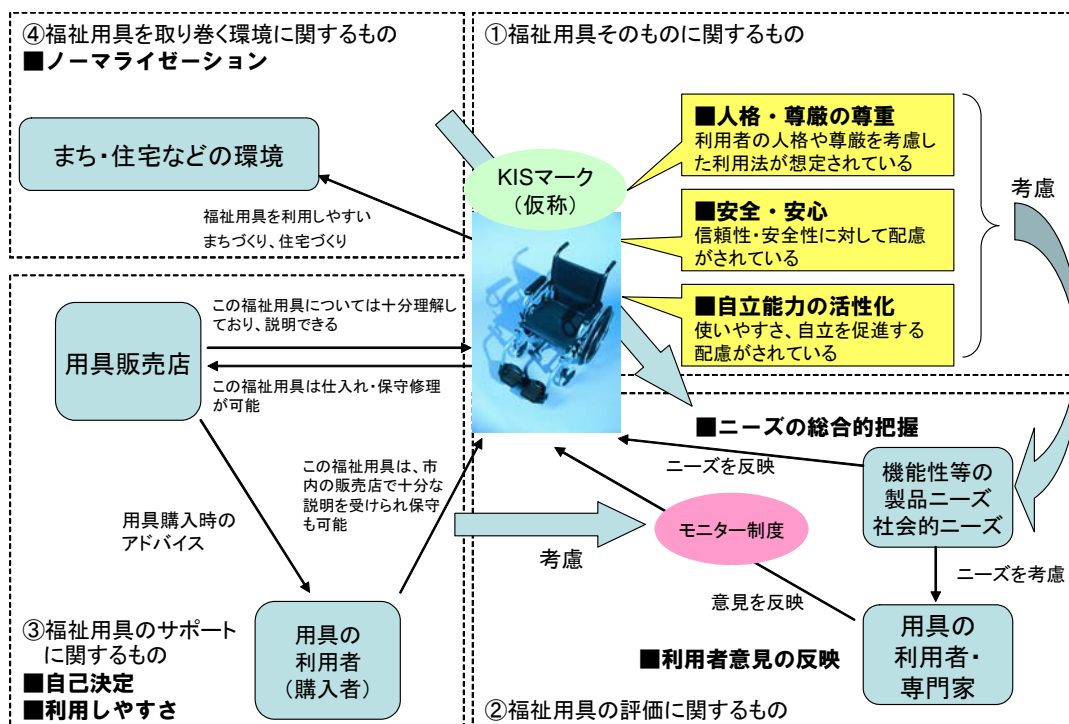 ④福祉用具を取り巻く環境に関するもの
■ノーマライゼーション
まち・住宅などの環境
福祉用具を利用しやすい
まちづくり、住宅づくり
①福祉用具そのものに関するもの
KISマーク
（仮称）
■人格・尊厳の尊重
利用者の人格や尊厳を考慮し
た利用法が想定されている
■安全・安心
信頼性・安全性に対して配慮
がされている
■自立能力の活性化
使いやすさ、自立を促進する
配慮がされている
考慮
用具販売店
この福祉用具については十分理解し
ており、説明できる
この福祉用具は仕入れ・保守修理
が可能
この福祉用具は、市
内の販売店で十分な
説明を受けられ保守
も可能
用具購入時の
アドバイス
用具の
利用者
（購入者）
③福祉用具のサポート
に関するもの
■自己決定
■利用しやすさ
■ニーズの総合的把握
ニーズを反映
機能性等の
製品ニーズ
社会的ニーズ
考慮
モニター制度
ニーズを考慮
意見を反映
用具の
利用者・
専門家
■利用者意見の反映
②福祉用具の評価に関するもの